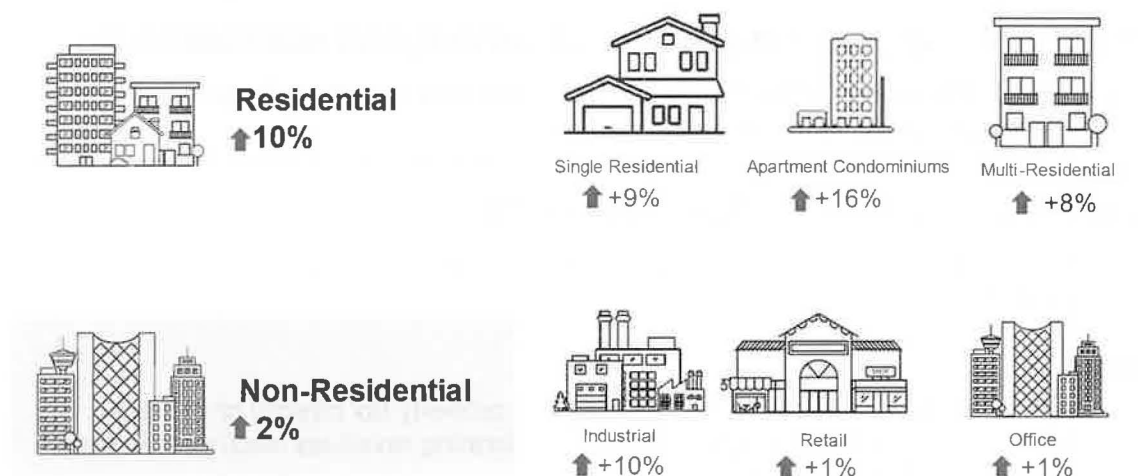 Residential
10%
Single Residential
+9%
Apartment Condominiums
+16%
Multi-Residential
+8%
Non-Residential
2%
Industrial
+10%
Retail
+1%
Office
+1%
SHOP